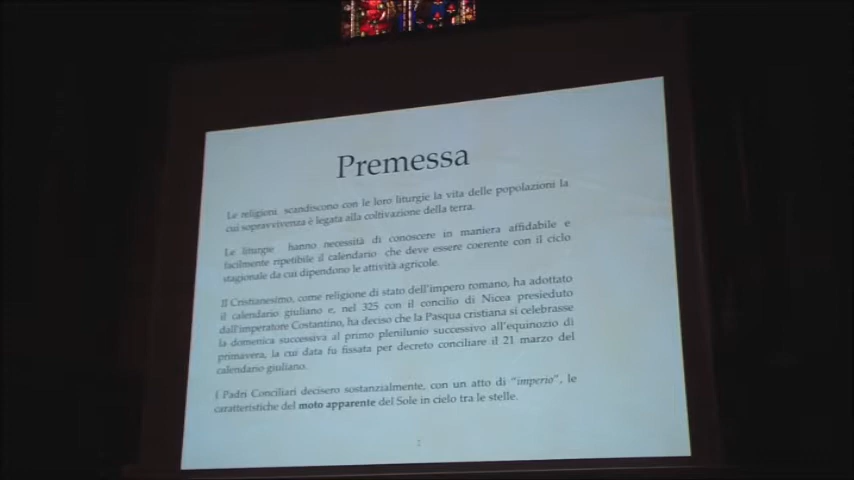 Premessa
Le religioni scandiscono con le loro liturgie la vita delle popolazioni la
cui sopravvivenza è legata alla coltivazione della terra.
Le liturgie hanno necessità di conoscere in maniera affidabile e
facilmente ripetibile il calendario che deve essere coerente con il ciclo
stagionale da cui dipendono le attività agricole.
Il Cristianesimo, come religione di stato dell'impero romano, ha adottato
il calendario giuliano e, nel 325 con il concilio di Nicea presieduto
dall'imperatore Costantino, ha deciso che la Pasqua cristiana si celebrasse
la domenica successiva al primo plenilunio successivo all'equinozio di
primavera, la cui data fu fissata per decreto conciliare il 21 marzo del
calendario giuliano.
I Padri Conciliari decisero sostanzialmente, con un atto di "imperio", le
caratteristiche del moto apparente del Sole in cielo tra le stelle.